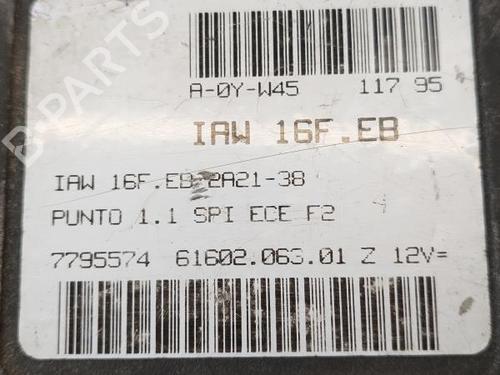 A-0Y-W45 117 95
IAW 16F.EB
IAW 16F.EB 2A21-38
PUNTO 1.1 SPI ECE F2
7795574 61602.063.01 Z 12V=
B-PARTS